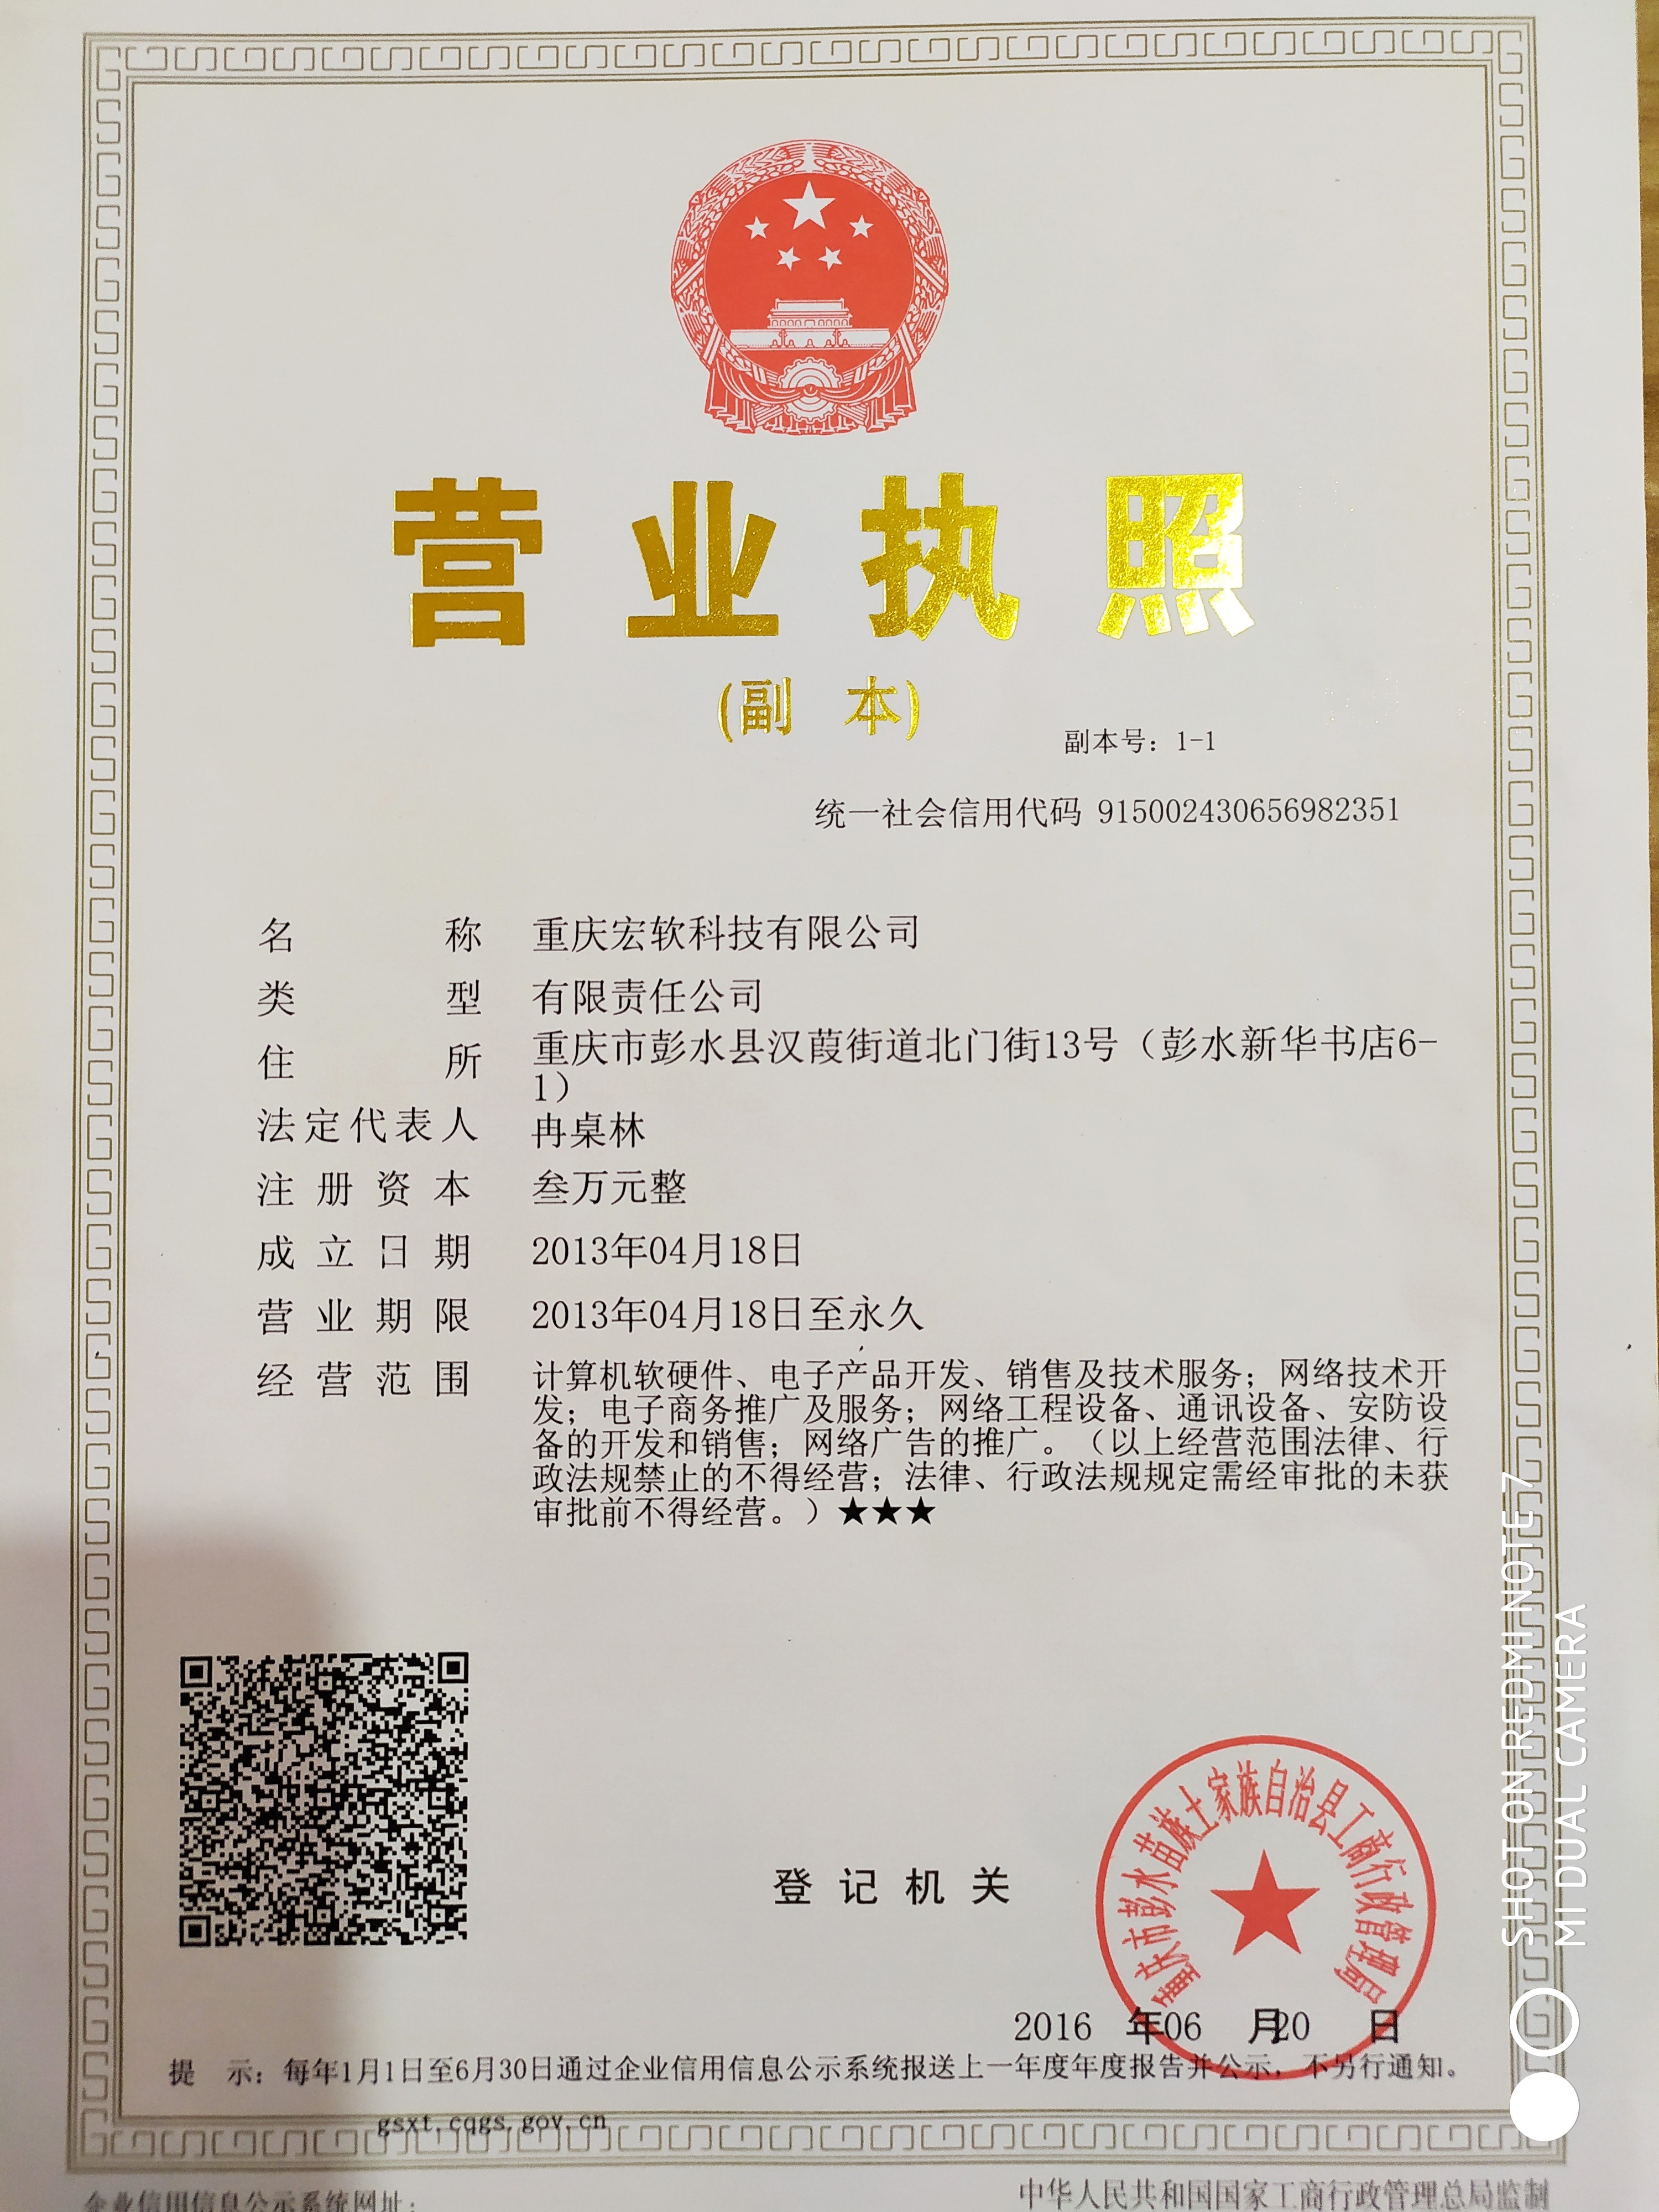 营业执照
(副 本)
副本号：1-1
统一社会信用代码 915002430656982351
名 称 重庆宏软科技有限公司
类 型 有限责任公司
住 所 重庆市彭水县汉葭街道北门街13号（彭水新华书店6-
1）
法定代表人 冉桌林
注册资本 叁万元整
成立日期 2013年04月18日
营业期限 2013年04月18日至永久
经营范围 计算机软硬件、电子产品开发、销售及技术服务；网络技术开
发；电子商务推广及服务；网络工程设备、通讯设备、安防设
备的开发和销售；网络广告的推广。（以上经营范围法律、行
政法规禁止的不得经营；法律、行政法规规定需经审批的未获
审批前不得经营。）★★★
重庆市彭水苗族土家族自治县工商行政管理局
登记机关
2016 年06 月20 日
提 示：每年1月1日至6月30日通过企业信用信息公示系统报送上一年度年度报告并公示，不另行通知。
gsxt.cqgs.gov.cn
企业信用信息公示系统网址：
中华人民共和国国家工商行政管理总局监制
SHOT ON REDMI NOTE 7
MI DUAL CAMERA